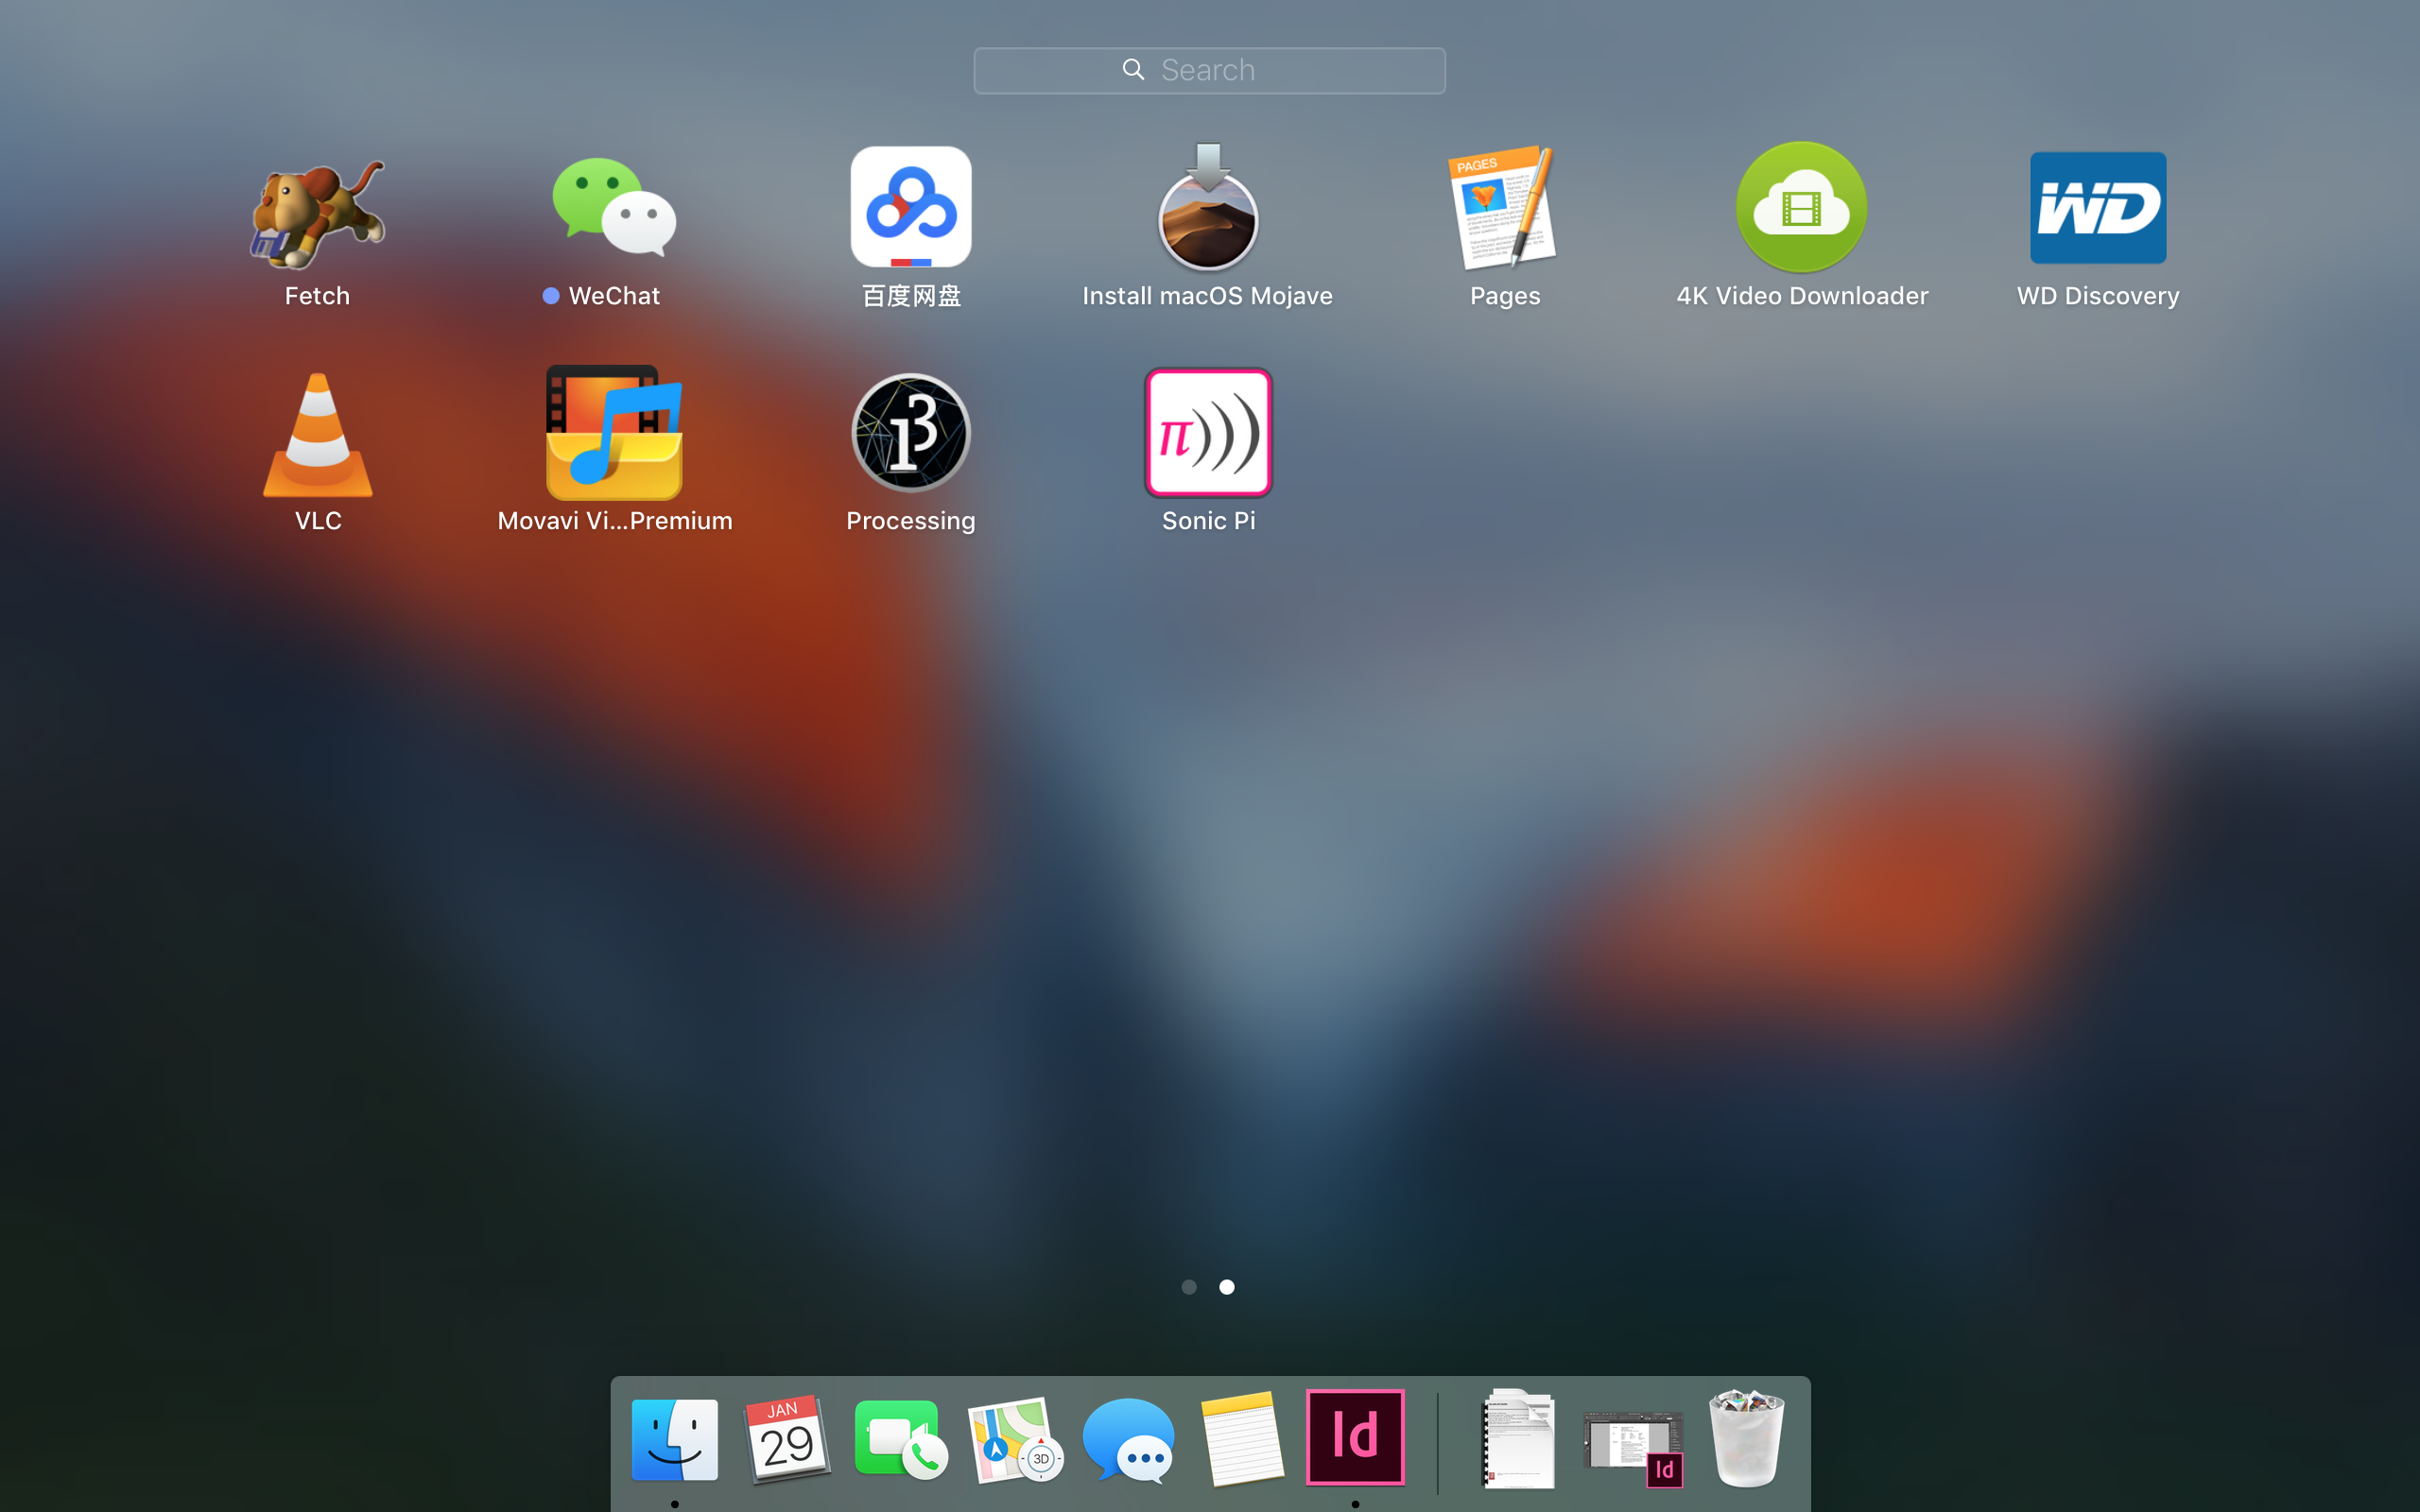 Search
PAGES
WD
Fetch
WeChat
百度网盘
Install macOS Mojave
Pages
4K Video Downloader
WD Discovery
π
VLC
Movavi Vi...Premium
Processing
Sonic Pi
JAN
29
3D
Id
Id